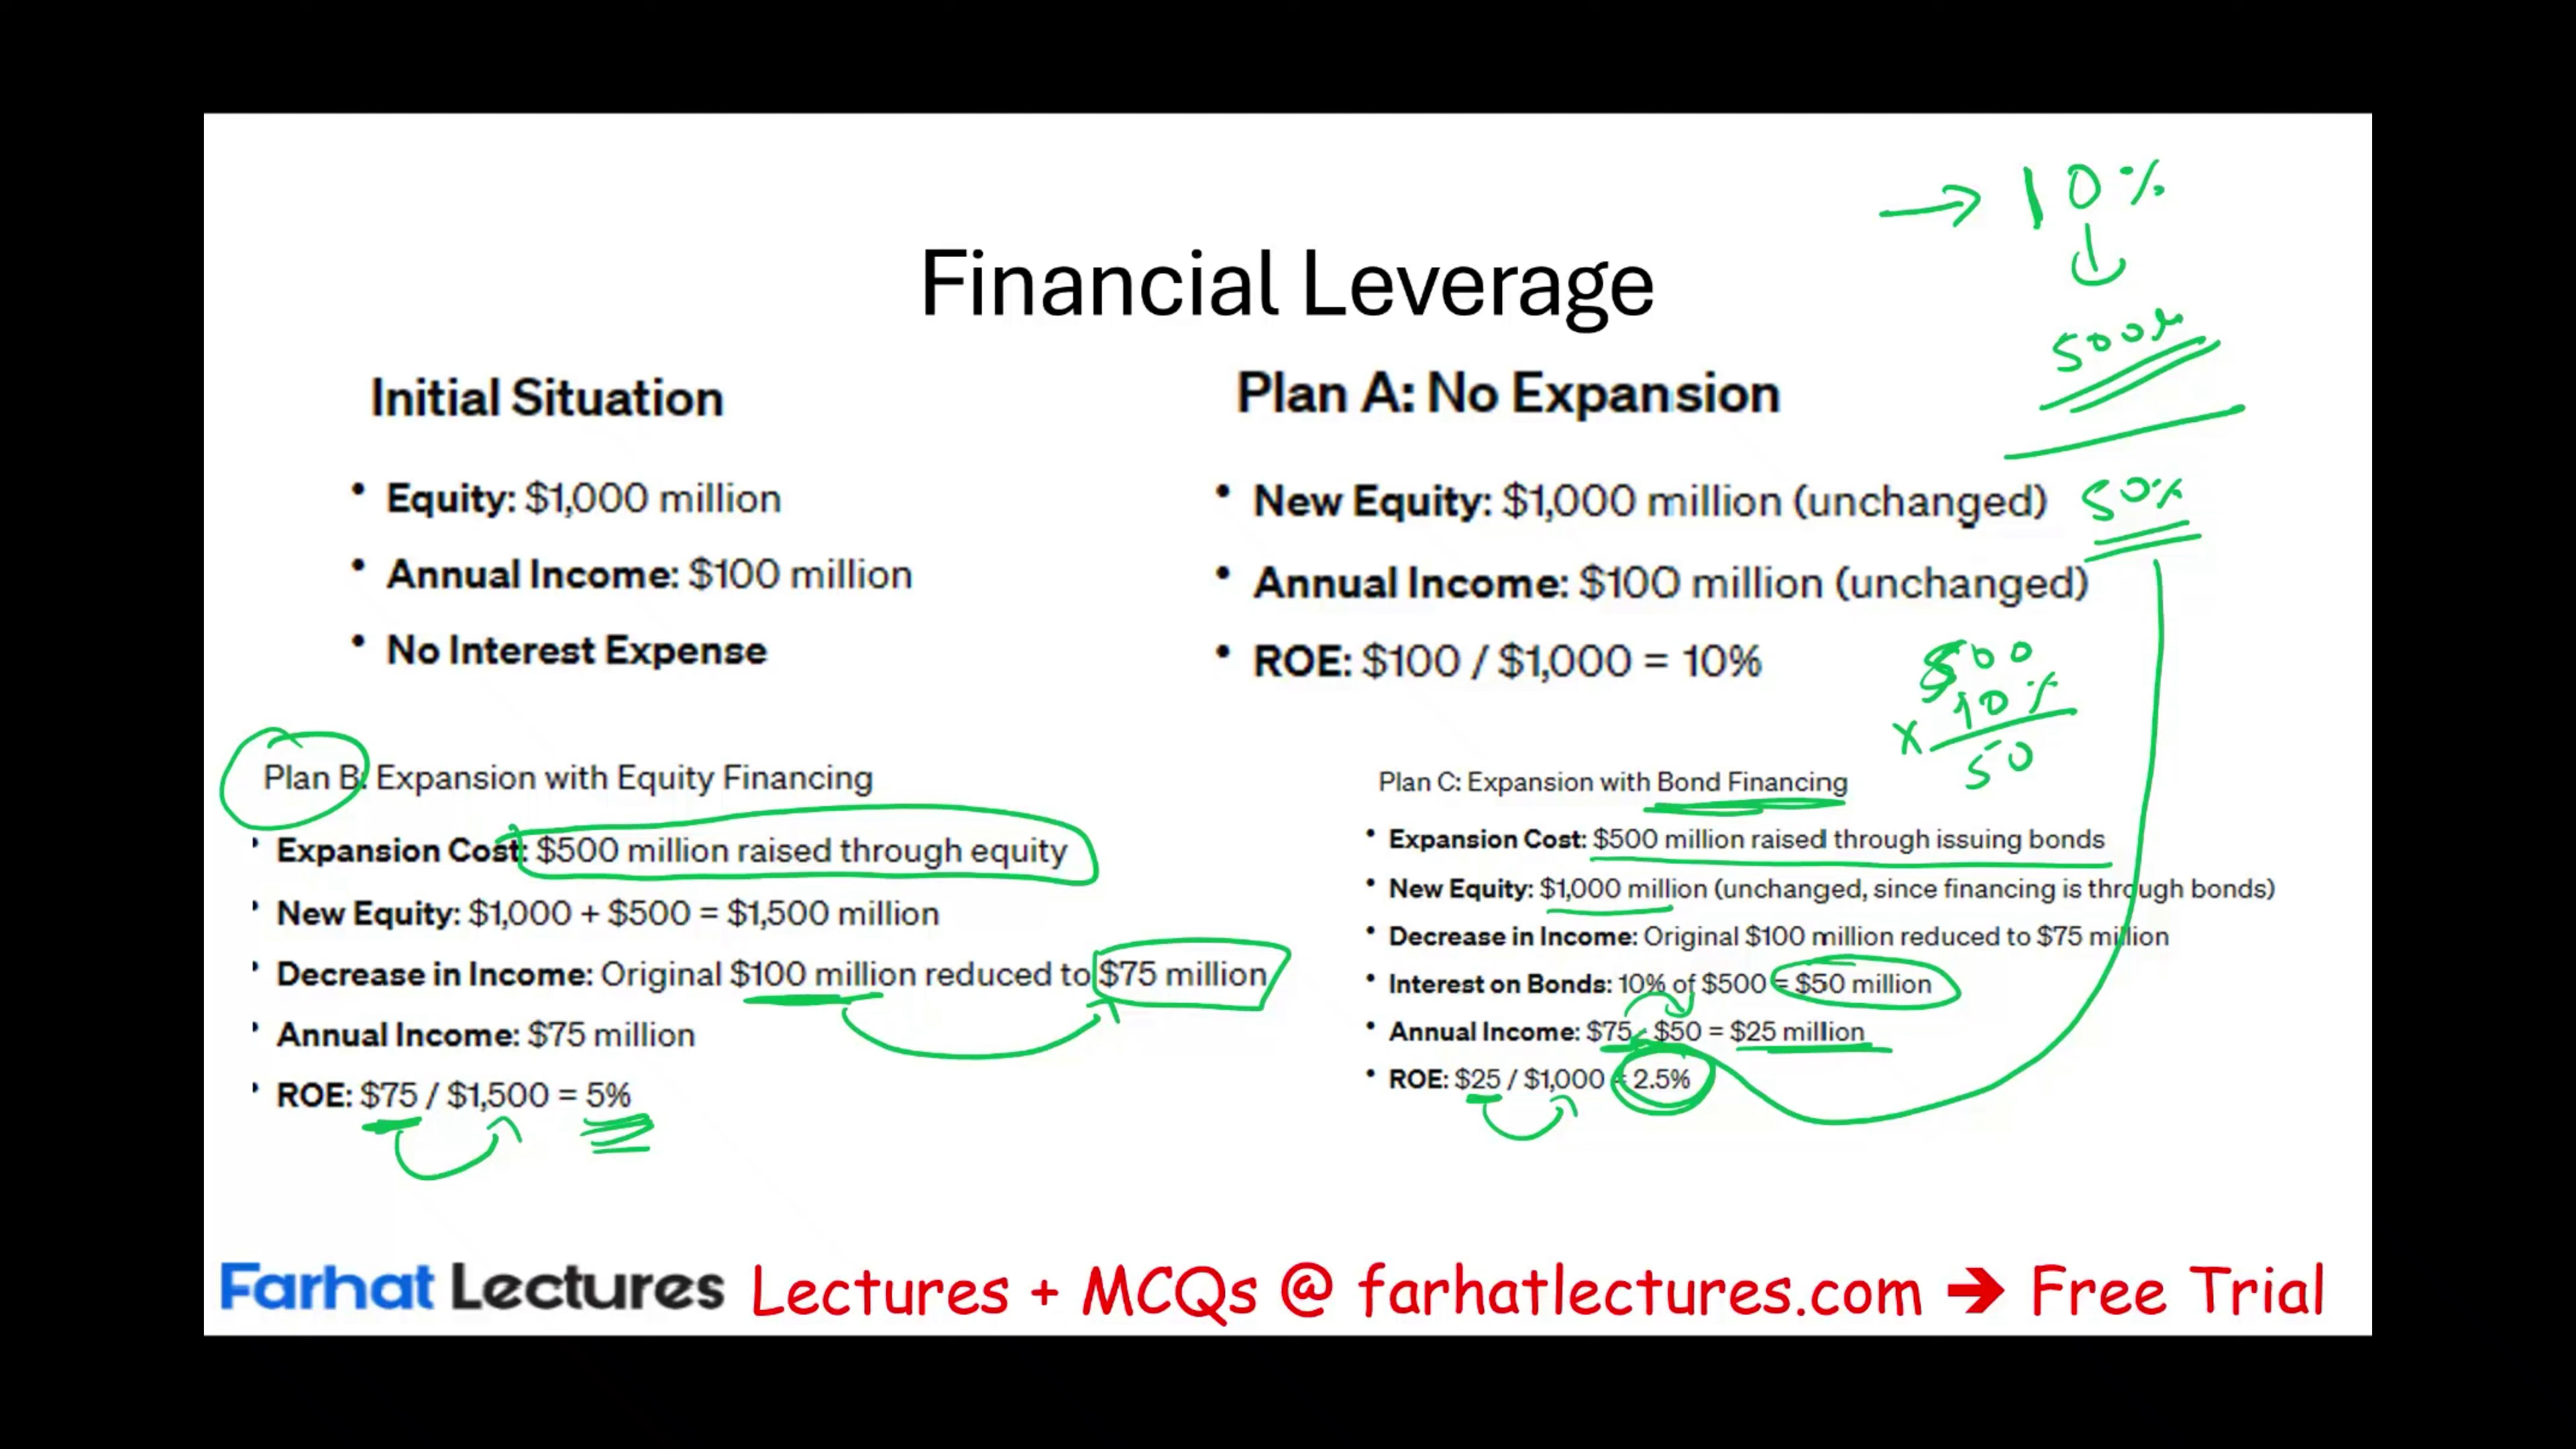 → 10%
500M
Financial Leverage
Initial Situation
• Equity: $1,000 million
• Annual Income: $100 million
• No Interest Expense
Plan A: No Expansion
• New Equity: $1,000 million (unchanged)
50%
• Annual Income: $100 million (unchanged)
• ROE: $100 / $1,000 = 10%
500
x 10%
50
Plan B: Expansion with Equity Financing
• Expansion Cost: $500 million raised through equity
• New Equity: $1,000 + $500 = $1,500 million
• Decrease in Income: Original $100 million reduced to $75 million
• Annual Income: $75 million
• ROE: $75 / $1,500 = 5%
Plan C: Expansion with Bond Financing
• Expansion Cost: $500 million raised through issuing bonds
• New Equity: $1,000 million (unchanged, since financing is through bonds)
• Decrease in Income: Original $100 million reduced to $75 million
• Interest on Bonds: 10% of $500 = $50 million
• Annual Income: $75 - $50 = $25 million
• ROE: $25 / $1,000 = 2.5%
Farhat Lectures Lectures + MCQs @ farhatlectures.com ➔ Free Trial